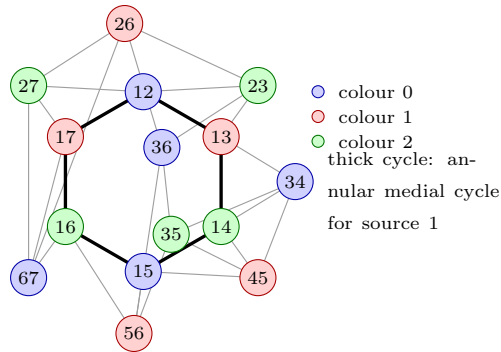 26
27
12
23
colour 0
17
13
colour 1
36
colour 2
thick cycle: an-
34
nular medial cycle
16
35
14
for source 1
67
15
45
56